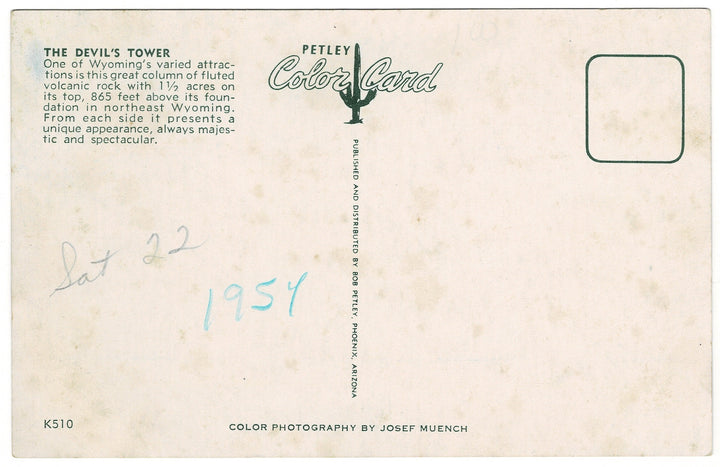 THE DEVIL'S TOWER
One of Wyoming's varied attrac-
tions is this great column of fluted
volcanic rock with 1½ acres on
its top, 865 feet above its foun-
dation in northeast Wyoming.
From each side it presents a
unique appearance, always majes-
tic and spectacular.
PETLEY
Color Card
PUBLISHED AND DISTRIBUTED BY BOB PETLEY, PHOENIX, ARIZONA
Sat 22
1954
K510
COLOR PHOTOGRAPHY BY JOSEF MUENCH